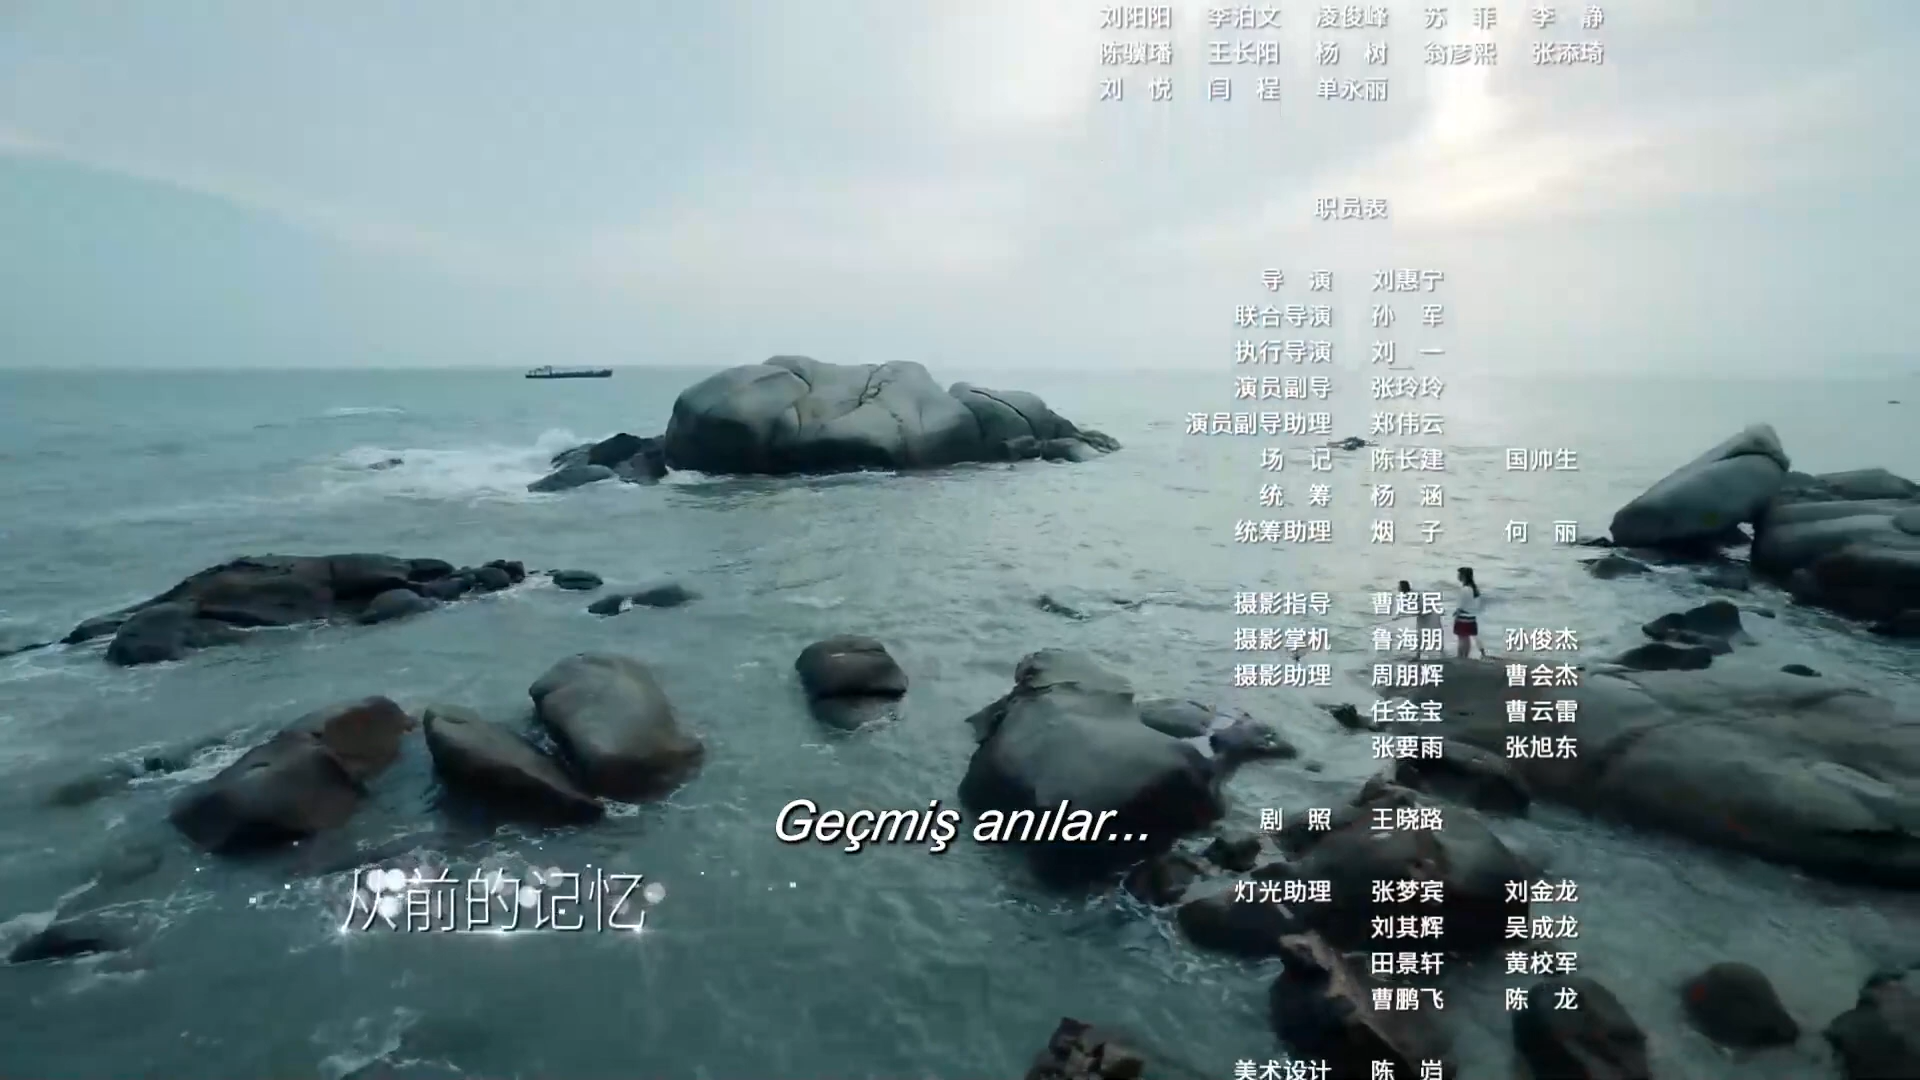 刘阳阳 李泊文 凌俊峰 苏 菲 李 静
陈骥璠 王长阳 杨 树 翁彦熙 张添琦
刘 悦 闫 程 单永丽
职员表
导 演 刘惠宁
联合导演 孙 军
执行导演 刘 一
演员副导 张玲玲
演员副导助理 郑伟云
场 记 陈长建 国帅生
统 筹 杨 涵
统筹助理 烟 子 何 丽
摄影指导 曹超民
摄影掌机 鲁海朋 孙俊杰
摄影助理 周朋辉 曹会杰
任金宝 曹云雷
张要雨 张旭东
剧 照 王晓路
Geçmiş anılar...
从前的记忆
灯光助理 张梦宾 刘金龙
刘其辉 吴成龙
田景轩 黄校军
曹鹏飞 陈 龙
美术设计 陈